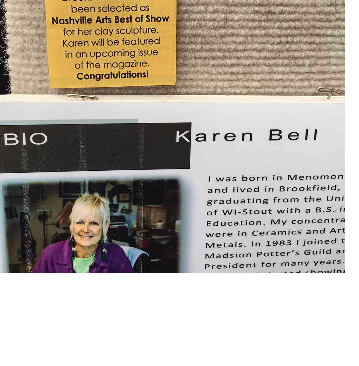 been selected as
Nashville Arts Best of Show
for her clay sculpture.
Karen will be featured
in an upcoming issue
of the magazine.
Congratulations!
BIO
Karen Bell
I was born in Menomon
and lived in Brookfield,
graduating from the Uni
of WI-Stout with a B.S. i
Education. My concentra
were in Ceramics and Art
Metals. In 1983 I joined t
Madsion Potter's Guild a
President for many years.